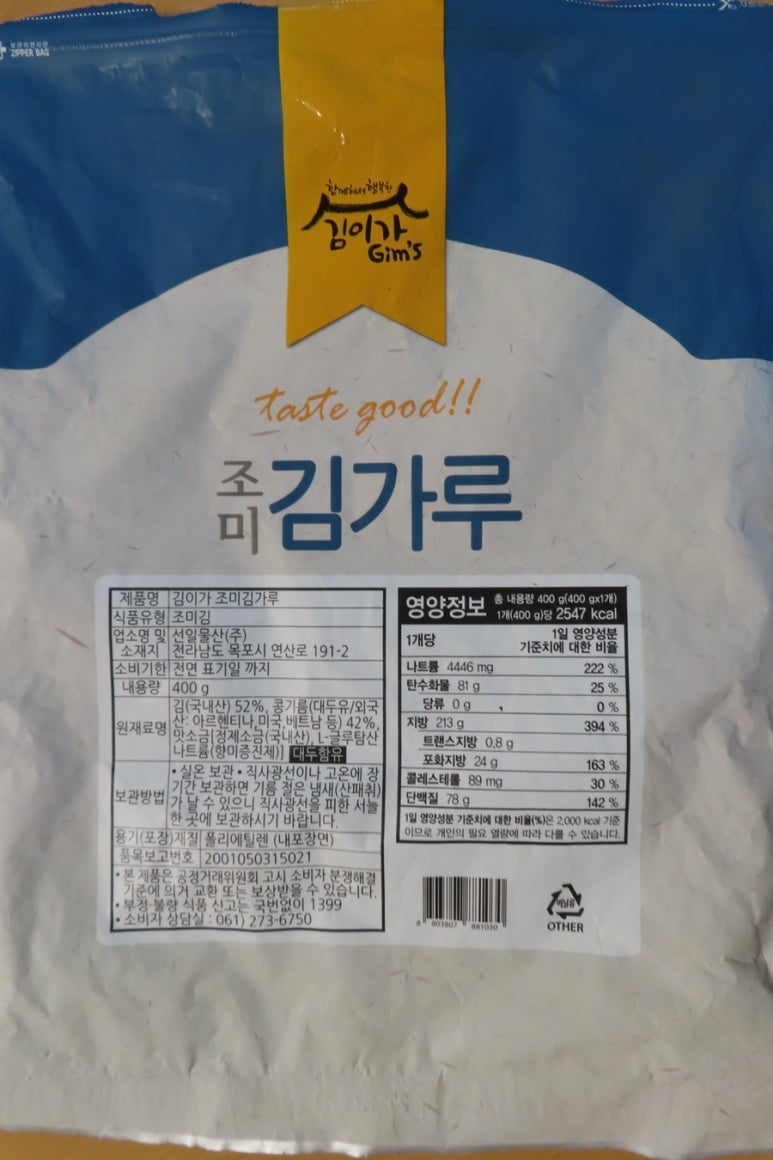 보관이편리한
ZIPPER BAG
함께해서 행복한
김이가
Gim's
taste good!!
조미 김가루
제품명 김이가 조미김가루
식품유형 조미김
업소명 및 소재지 선일물산(주)
전라남도 목포시 연산로 191-2
소비기한 전면 표기일 까지
내용량 400 g
원재료명 김(국내산) 52%, 콩기름(대두유/외국
산: 아르헨티나,미국,베트남 등) 42%,
맛소금[정제소금(국내산), L-글루탐산
나트륨(향미증진제)] 대두함유
보관방법 • 실온 보관 • 직사광선이나 고온에 장
기간 보관하면 기름 절은 냄새(산패취)
가 날 수 있으니 직사광선을 피한 서늘
한 곳에 보관하시기 바랍니다.
용기(포장)재질 폴리에틸렌 (내포장면)
품목보고번호 2001050315021
• 본 제품은 공정거래위원회 고시 소비자 분쟁해결
기준에 의거 교환 또는 보상받을 수 있습니다.
• 부정·불량 식품 신고는 국번없이 1399
• 소비자 상담실 : 061) 273-6750
영양정보 총 내용량 400 g(400 gx1개)
1개(400 g)당 2547 kcal
1개당 1일 영양성분
기준치에 대한 비율
나트륨 4446 mg 222 %
탄수화물 81 g 25 %
당류 0 g 0 %
지방 213 g 394 %
트랜스지방 0.8 g
포화지방 24 g 163 %
콜레스테롤 89 mg 30 %
단백질 78 g 142 %
1일 영양성분 기준치에 대한 비율(%)은 2,000 kcal 기준
이므로 개인의 필요 열량에 따라 다를 수 있습니다.
8 803807 881030
비닐류
OTHER